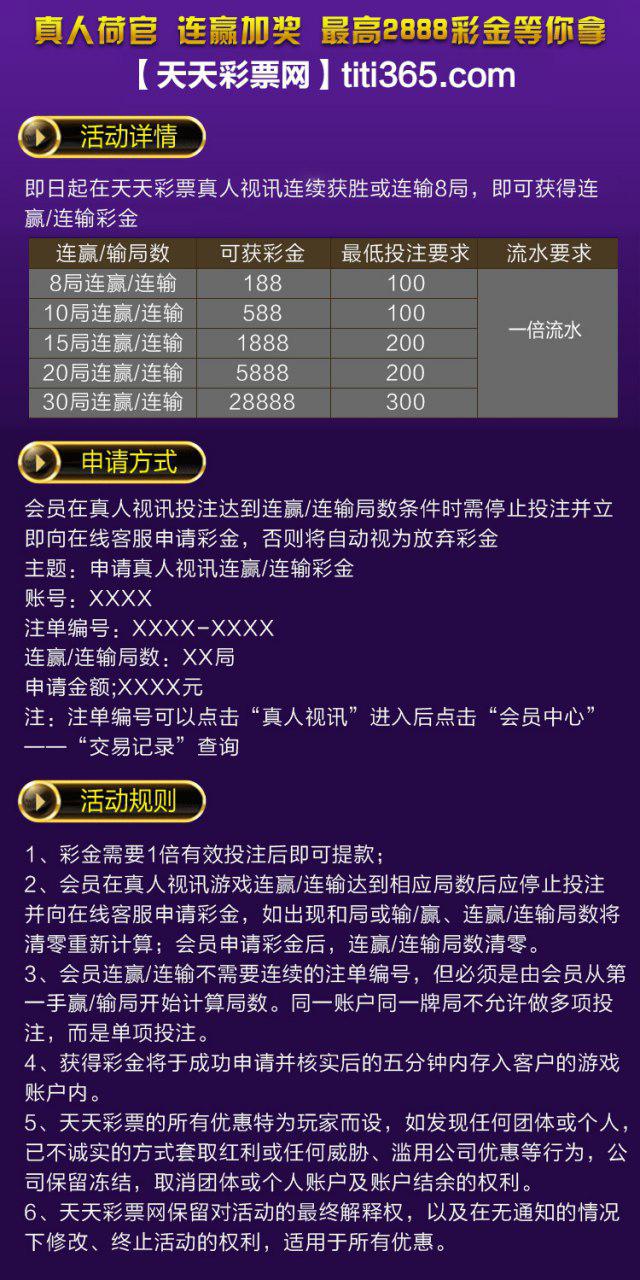 真人荷官 连赢加奖 最高2888彩金等你拿
【天天彩票网】titi365.com
活动详情
即日起在天天彩票真人视讯连续获胜或连输8局，即可获得连
赢/连输彩金
连赢/输局数 可获彩金 最低投注要求 流水要求
8局连赢/连输 188 100
10局连赢/连输 588 100
一倍流水
15局连赢/连输 1888 200
20局连赢/连输 5888 200
30局连赢/连输 28888 300
申请方式
会员在真人视讯投注达到连赢/连输局数条件时需停止投注并立
即向在线客服申请彩金，否则将自动视为放弃彩金
主题：申请真人视讯连赢/连输彩金
账号：XXXX
注单编号：XXXX-XXXX
连赢/连输局数：XX局
申请金额;XXXX元
注：注单编号可以点击“真人视讯”进入后点击“会员中心”
——“交易记录”查询
活动规则
1、彩金需要1倍有效投注后即可提款；
2、会员在真人视讯游戏连赢/连输达到相应局数后应停止投注
并向在线客服申请彩金，如出现和局或输/赢、连赢/连输局数将
清零重新计算；会员申请彩金后，连赢/连输局数清零。
3、会员连赢/连输不需要连续的注单编号，但必须是由会员从第
一手赢/输局开始计算局数。同一账户同一牌局不允许做多项投
注，而是单项投注。
4、获得彩金将于成功申请并核实后的五分钟内存入客户的游戏
账户内。
5、天天彩票的所有优惠特为玩家而设，如发现任何团体或个人，
已不诚实的方式套取红利或任何威胁、滥用公司优惠等行为，公
司保留冻结，取消团体或个人账户及账户结余的权利。
6、天天彩票网保留对活动的最终解释权，以及在无通知的情况
下修改、终止活动的权利，适用于所有优惠。